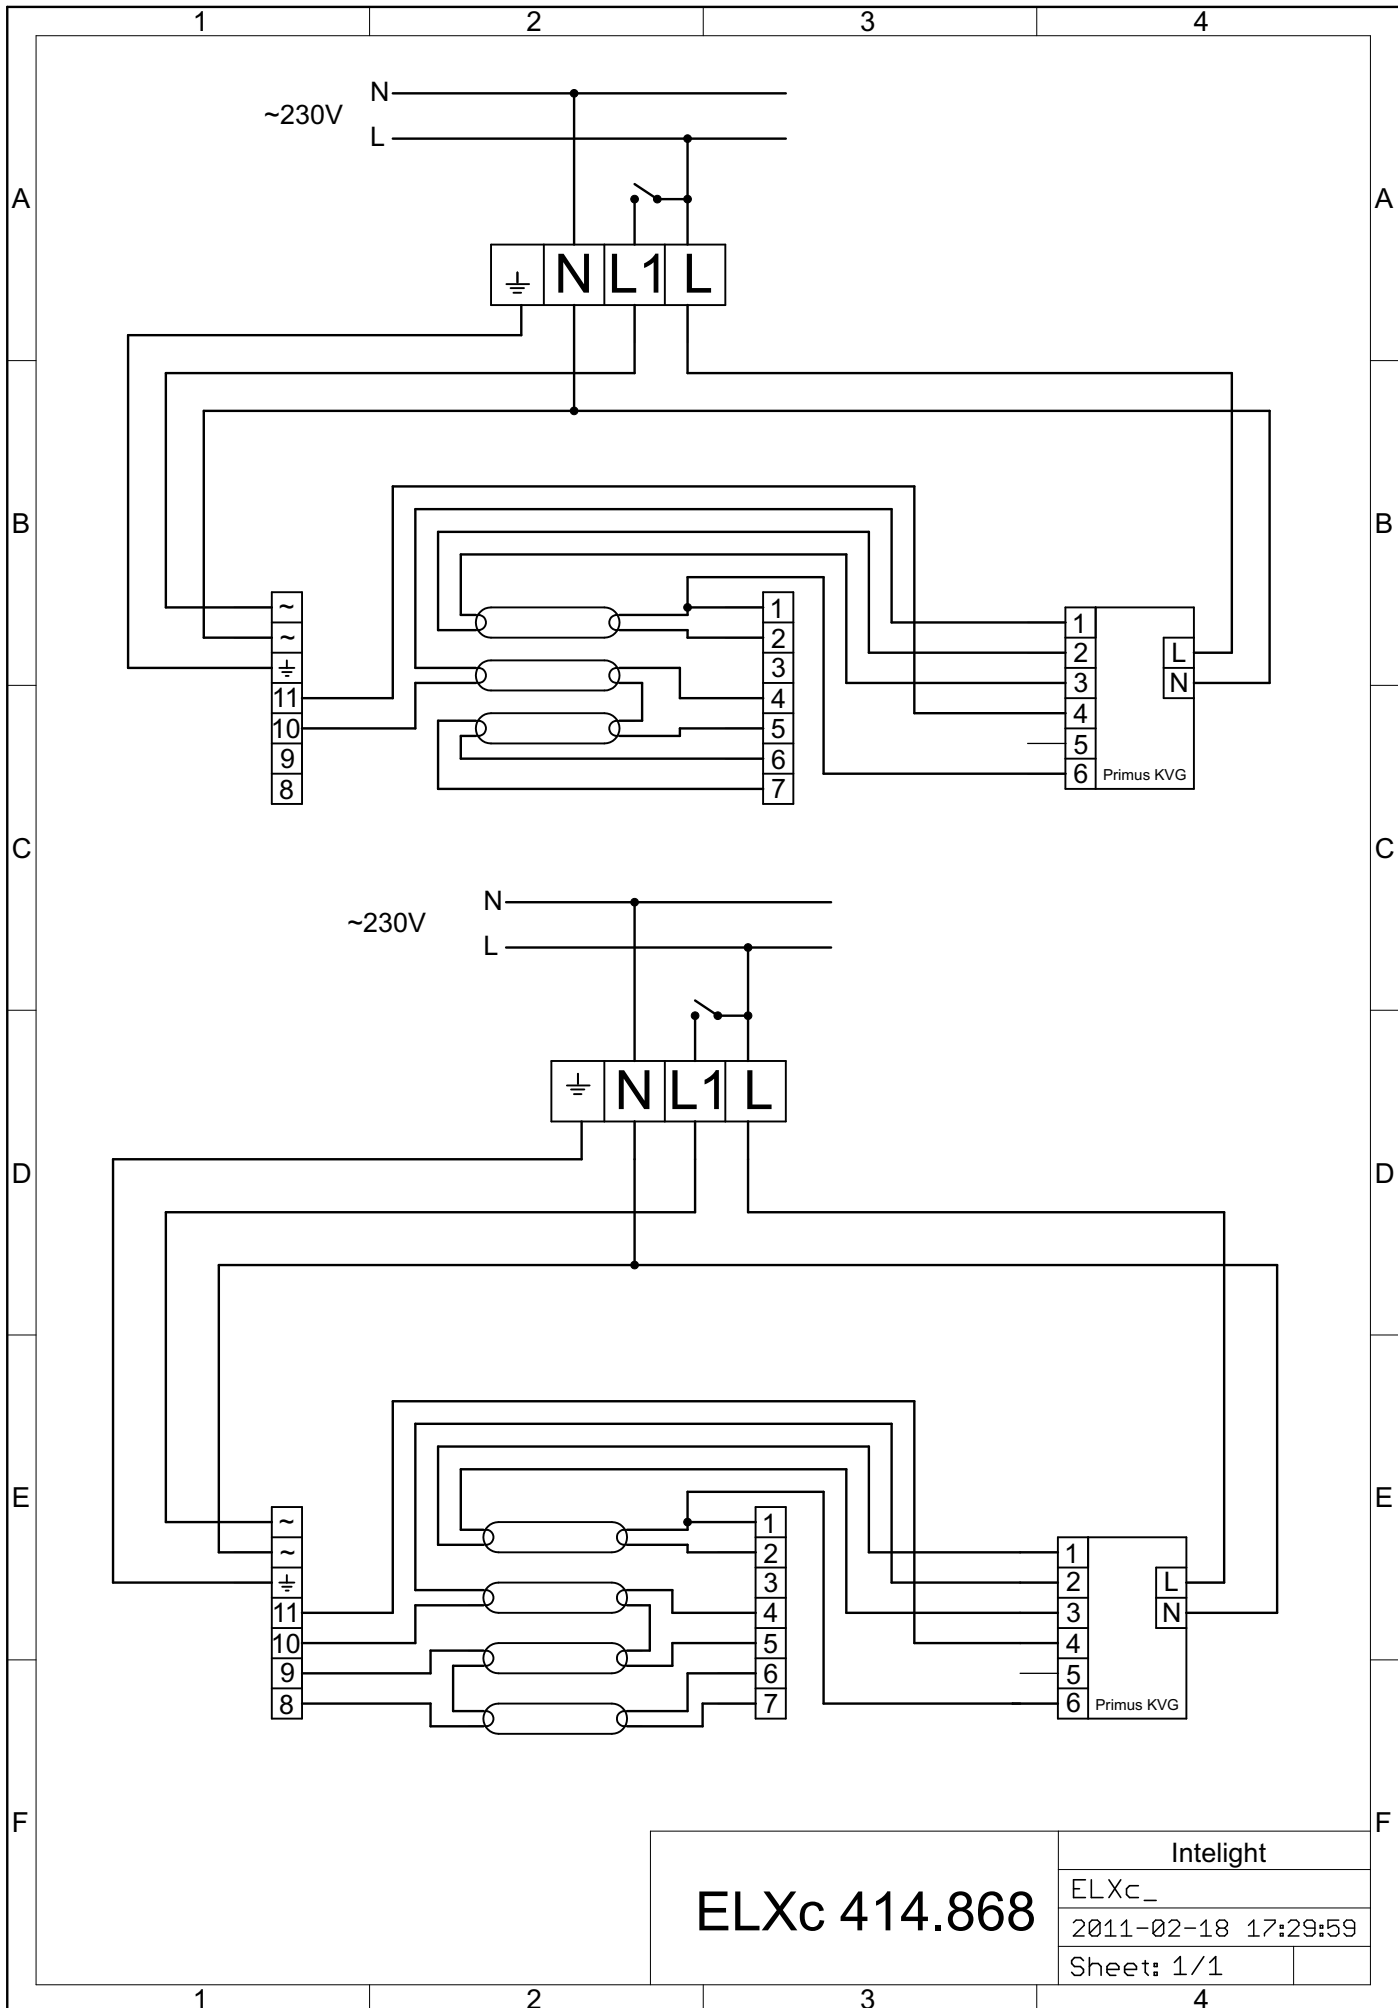 1 2 3 4
N
~230V
L
A A
⏚ N L1 L
B B
~ 1
~ 2
⏚ 3
11 4
10 5
9 6
8 7
1
2 L
3 N
4
5
6 Primus KVG
C C
N
~230V
L
⏚ N L1 L
D D
E E
~ 1
~ 2
⏚ 3
11 4
10 5
9 6
8 7
1
2 L
3 N
4
5
6 Primus KVG
F F
ELXc 414.868
Intelight
ELXc_
2011-02-18 17:29:59
Sheet: 1/1
1 2 3 4